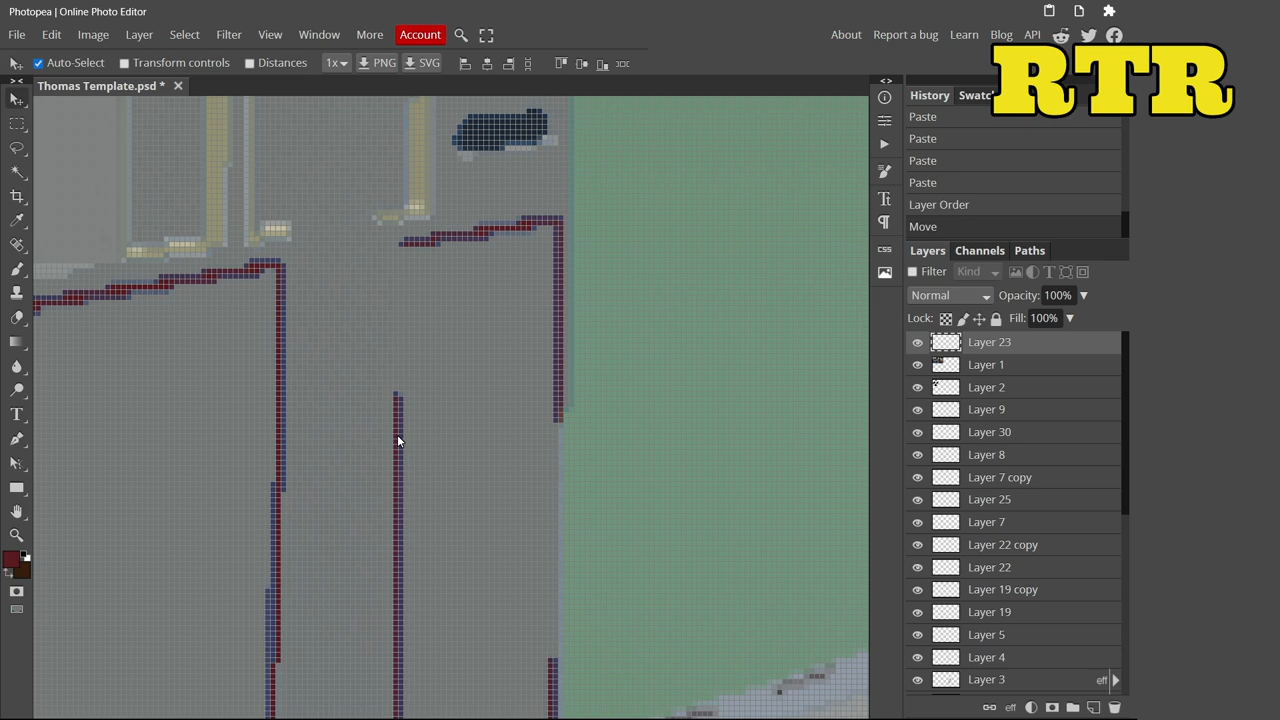 Photopea | Online Photo Editor
File Edit Image Layer Select Filter View Window More Account
About Report a bug Learn Blog API
Auto-Select Transform controls Distances 1x PNG SVG
RTR
Thomas Template.psd *
> <
< >
History Swatc
Paste
Paste
Paste
Paste
Layer Order
Move
Layers Channels Paths
Filter Kind
Normal Opacity: 100%
Lock: Fill: 100%
CSS
Layer 23
Layer 1
Layer 2
Layer 9
Layer 30
Layer 8
Layer 7 copy
Layer 25
Layer 7
Layer 22 copy
Layer 22
Layer 19 copy
Layer 19
Layer 5
Layer 4
Layer 3 eff
eff